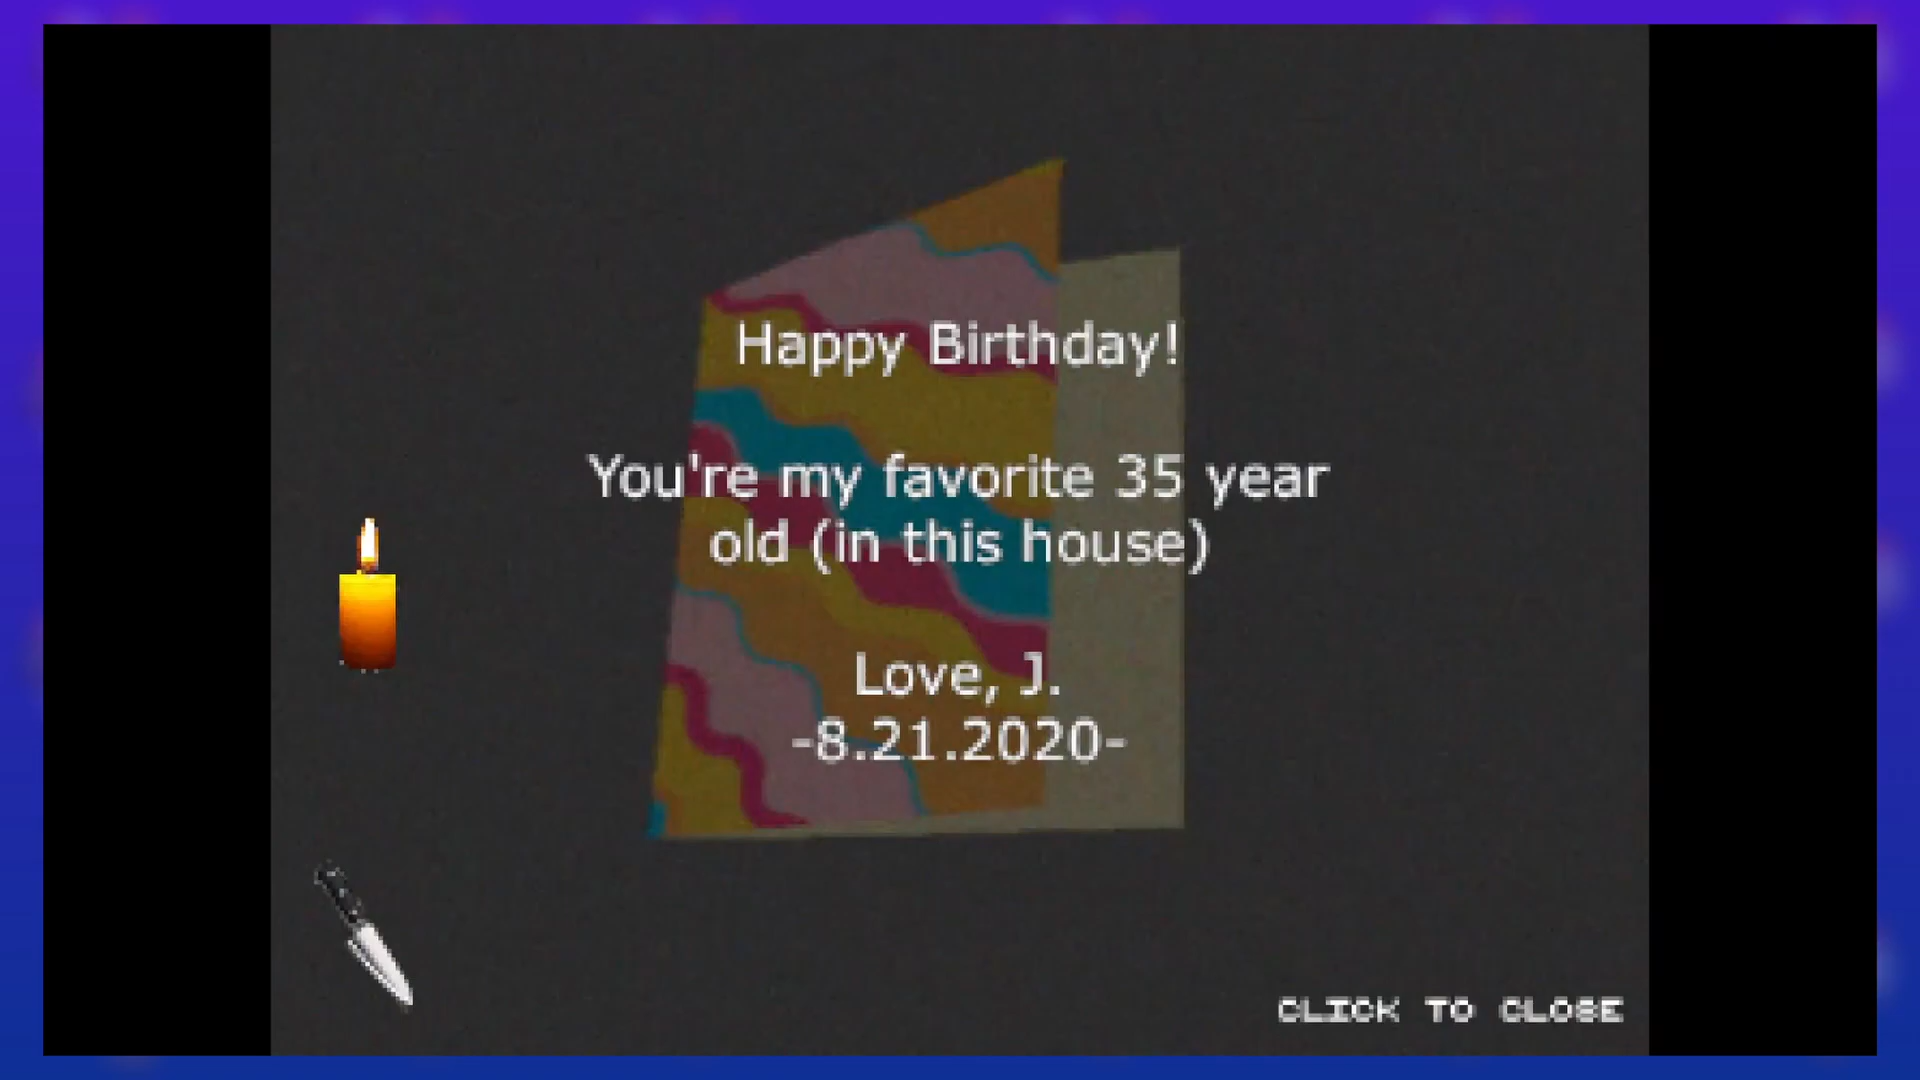 Happy Birthday!
You're my favorite 35 year
old (in this house)
Love, J.
-8.21.2020-
CLICK TO CLOSE